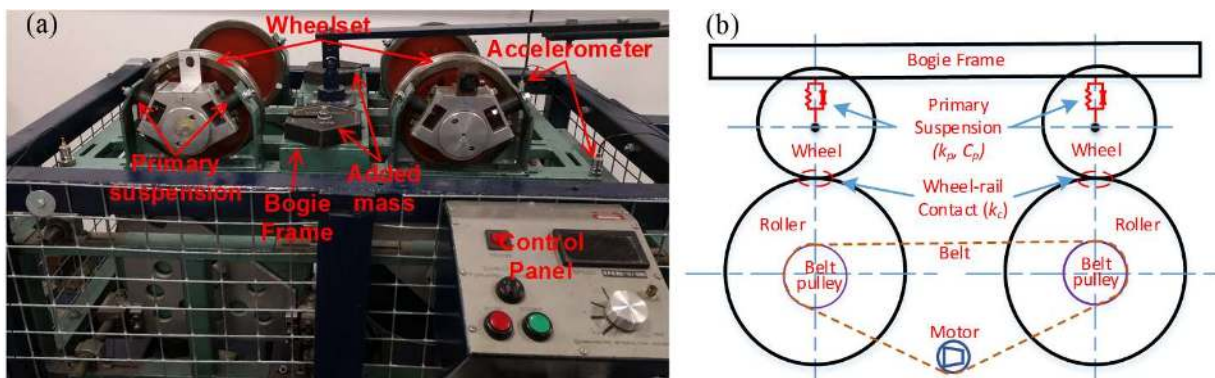 (a)
Wheelset
Accelerometer
Primary
suspension
Bogie
Frame
Added
mass
Control
Panel
(b)
Bogie Frame
Primary
Suspension
(kp, Cp)
Wheel
Wheel
Wheel-rail
Contact (kc)
Roller
Roller
Belt
Belt
pulley
Belt
pulley
Motor